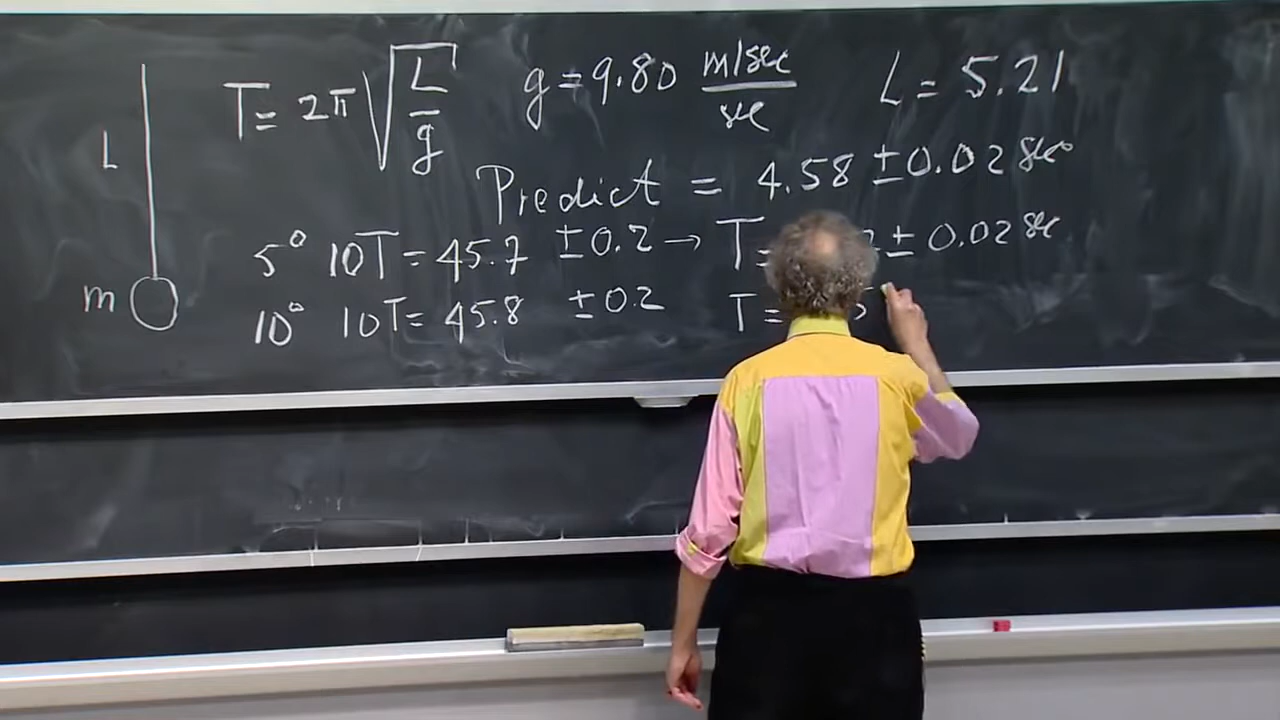 T = 2π √(L/g)   g = 9.80 (m/sec)/sec   L = 5.21
Predict = 4.58 ± 0.02 sec
L
5° 10T = 45.7 ± 0.2 → T = ± 0.02 sec
m
10° 10T = 45.8 ± 0.2 T =